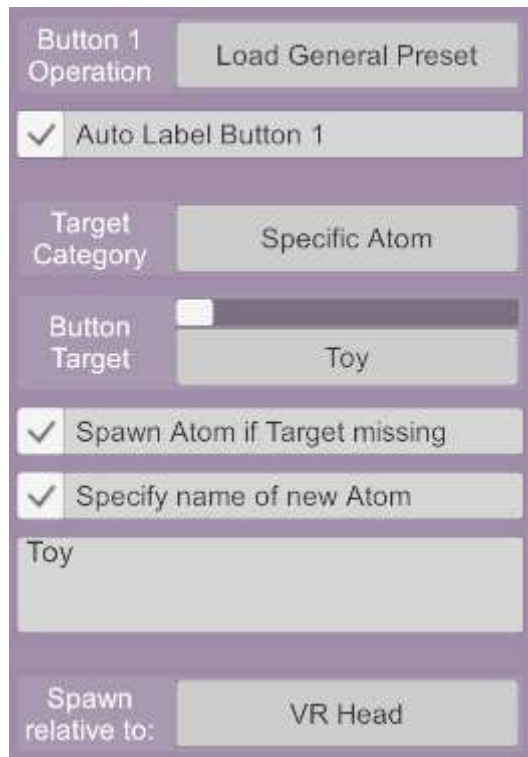 Button 1
Operation
Load General Preset
Auto Label Button 1
Target
Category
Specific Atom
Button
Target
Toy
Spawn Atom if Target missing
Specify name of new Atom
Toy
Spawn
relative to:
VR Head